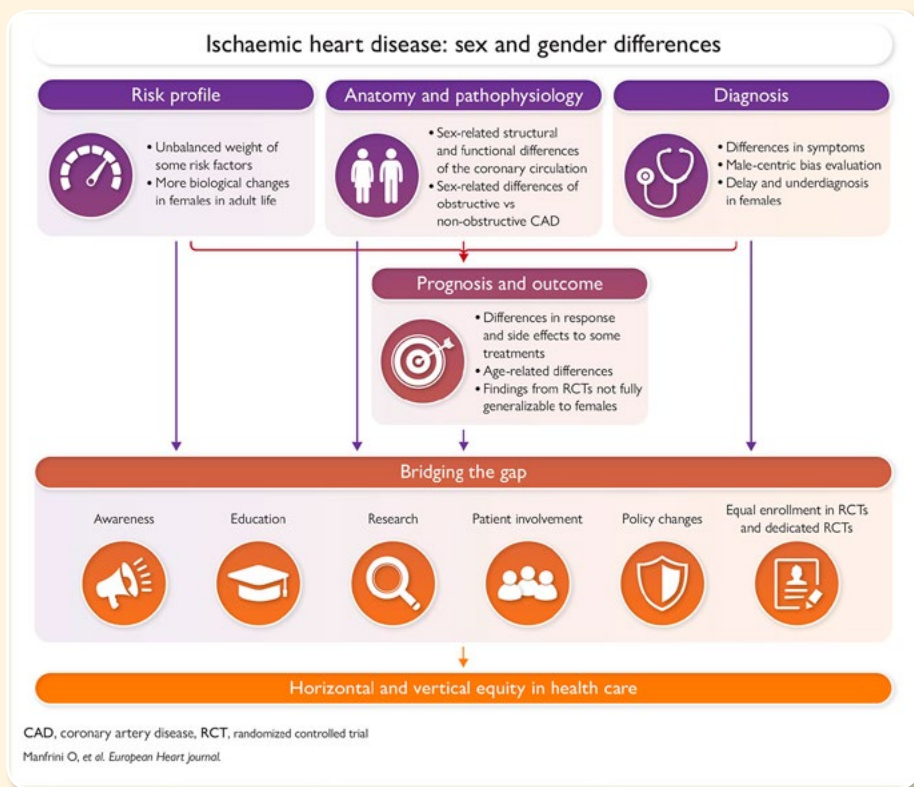 Ischaemic heart disease: sex and gender differences
Risk profile
• Unbalanced weight of
some risk factors
• More biological changes
in females in adult life
Anatomy and pathophysiology
• Sex-related structural
and functional differences
of the coronary circulation
• Sex-related differences of
obstructive vs
non-obstructive CAD
Diagnosis
• Differences in symptoms
• Male-centric bias evaluation
• Delay and underdiagnosis
in females
Prognosis and outcome
• Differences in response
and side effects to some
treatments
• Age-related differences
• Findings from RCTs not fully
generalizable to females
Bridging the gap
Awareness
Education
Research
Patient involvement
Policy changes
Equal enrollment in RCTs
and dedicated RCTs
Horizontal and vertical equity in health care
CAD, coronary artery disease, RCT, randomized controlled trial
Manfrini O, et al. European Heart journal.